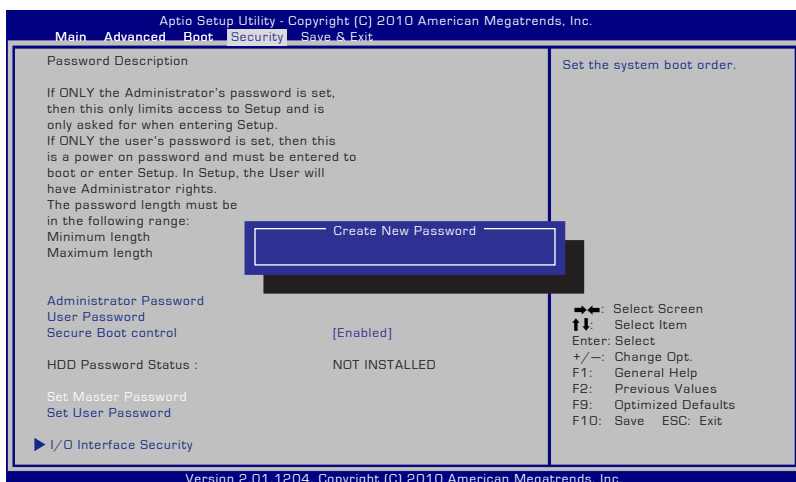 Aptio Setup Utility - Copyright (C) 2010 American Megatrends, Inc.
Main Advanced Boot Security Save & Exit
Password Description
If ONLY the Administrator's password is set,
then this only limits access to Setup and is
only asked for when entering Setup.
If ONLY the user's password is set, then this
is a power on password and must be entered to
boot or enter Setup. In Setup, the User will
have Administrator rights.
The password length must be
in the following range:
Minimum length
Maximum length
Create New Password
Administrator Password
User Password
Secure Boot control [Enabled]
HDD Password Status : NOT INSTALLED
Set Master Password
Set User Password
I/O Interface Security
Set the system boot order.
→←: Select Screen
↑↓: Select Item
Enter: Select
+/—: Change Opt.
F1: General Help
F2: Previous Values
F9: Optimized Defaults
F10: Save ESC: Exit
Version 2.01.1204. Copyright (C) 2010 American Megatrends, Inc.